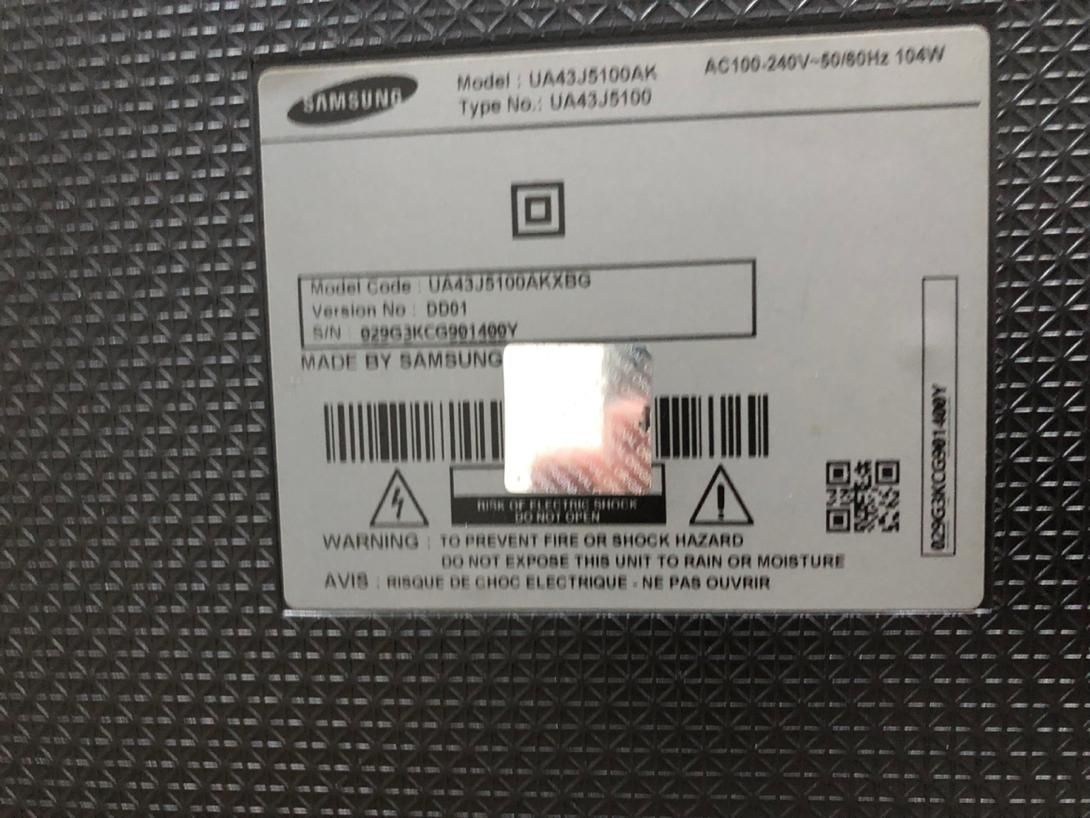 SAMSUNG
Model : UA43J5100AK
Type No.: UA43J5100
AC100-240V~50/60Hz 104W
Model Code : UA43J5100AKXBG
Version No : DD01
S/N : 029G3KCG901400Y
MADE BY SAMSUNG
RISK OF ELECTRIC SHOCK
DO NOT OPEN
WARNING : TO PREVENT FIRE OR SHOCK HAZARD
DO NOT EXPOSE THIS UNIT TO RAIN OR MOISTURE
AVIS : RISQUE DE CHOC ELECTRIQUE - NE PAS OUVRIR
029G3KCG901400Y